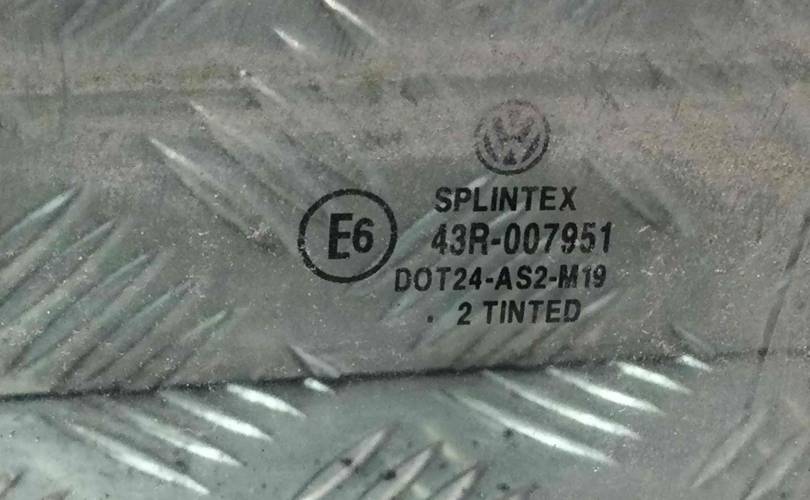 SPLINTEX
E6
43R-007951
DOT24-AS2-M19
. 2 TINTED